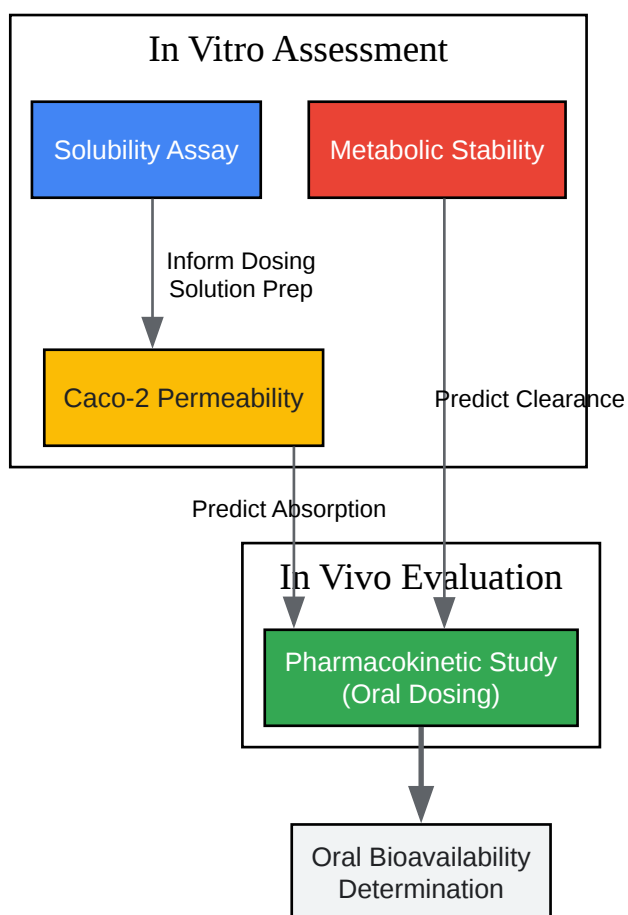 In Vitro Assessment
Solubility Assay
Metabolic Stability
Inform Dosing
Solution Prep
Caco-2 Permeability
Predict Clearance
Predict Absorption
In Vivo Evaluation
Pharmacokinetic Study
(Oral Dosing)
Oral Bioavailability
Determination